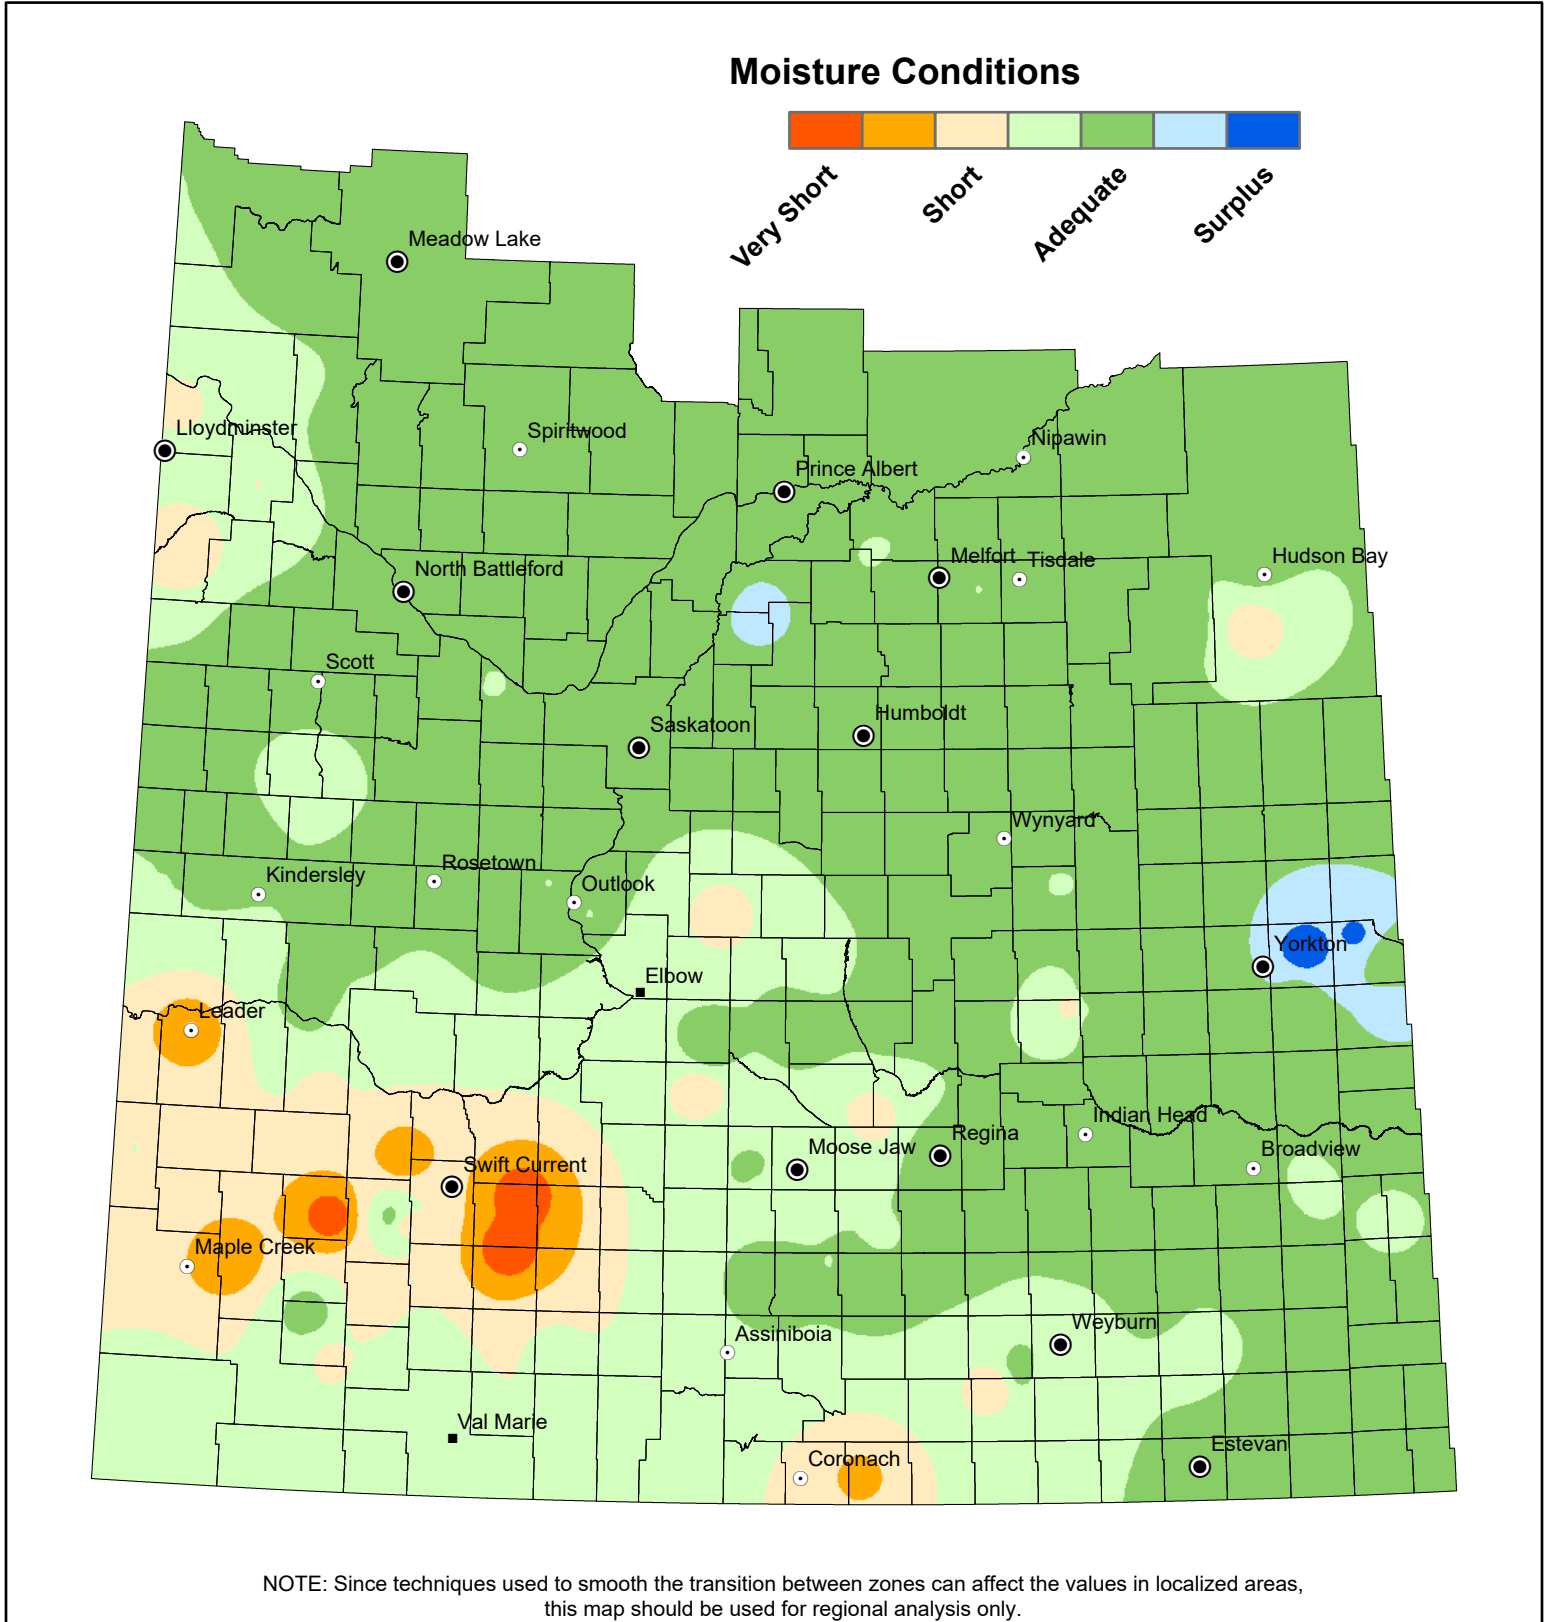 Moisture Conditions
Very Short
Short
Adequate
Surplus
Meadow Lake
Lloydminster
Spiritwood
Nipawin
Prince Albert
Melfort
Tisdale
Hudson Bay
North Battleford
Scott
Saskatoon
Humboldt
Wynyard
Kindersley
Rosetown
Outlook
Yorkton
Elbow
Leader
Indian Head
Regina
Moose Jaw
Broadview
Swift Current
Maple Creek
Assiniboia
Weyburn
Val Marie
Estevan
Coronach
NOTE: Since techniques used to smooth the transition between zones can affect the values in localized areas,
this map should be used for regional analysis only.